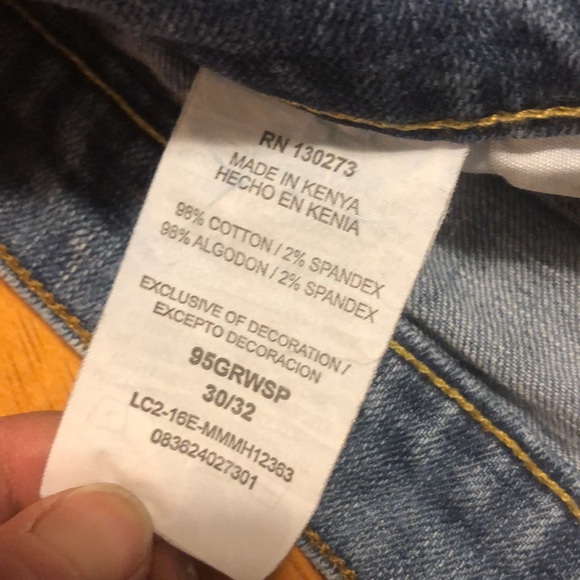 RN 130273
MADE IN KENYA
HECHO EN KENIA
98% COTTON / 2% SPANDEX
98% ALGODON / 2% SPANDEX
EXCLUSIVE OF DECORATION /
EXCEPTO DECORACION
95GRWSP
30/32
LC2-16E-MMMH12363
083624027301